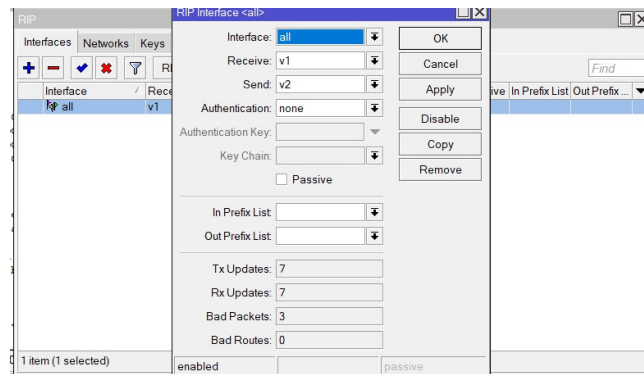 RIP
RIP Interface <all>
Interfaces Networks Keys
Find
Interface
Rece
ive In Prefix List Out Prefix ...
all
v1
Interface: all
Receive: v1
Send: v2
Authentication: none
Authentication Key:
Key Chain:
Passive
In Prefix List:
Out Prefix List:
Tx Updates: 7
Rx Updates: 7
Bad Packets: 3
Bad Routes: 0
enabled
passive
OK
Cancel
Apply
Disable
Copy
Remove
1 item (1 selected)